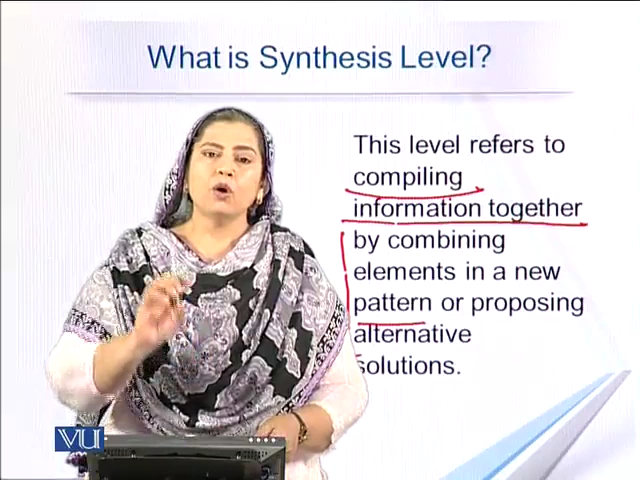 What is Synthesis Level?
This level refers to
compiling
information together
by combining
elements in a new
pattern or proposing
alternative
solutions.
VU